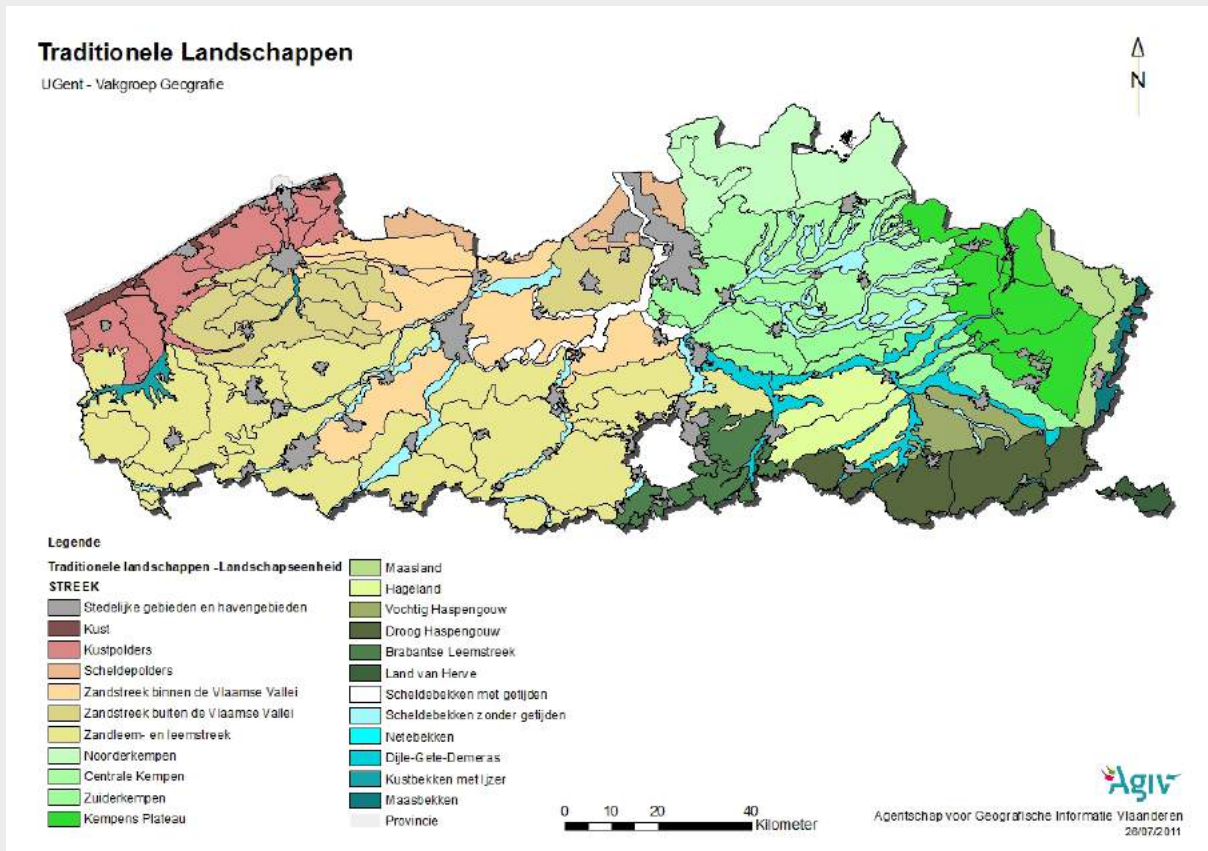 Traditionele Landschappen
UGent - Vakgroep Geografie
N
Legende
Traditionele landschappen -Landschapseenheid
STREEK
Stedelijke gebieden en havengebieden
Kust
Kustpolders
Scheldepolders
Zandstreek binnen de Vlaamse Vallei
Zandstreek buiten de Vlaamse Vallei
Zandleem- en leemstreek
Noorderkempen
Centrale Kempen
Zuiderkempen
Kempens Plateau
Maasland
Hageland
Vochtig Haspengouw
Droog Haspengouw
Brabantse Leemstreek
Land van Herve
Scheldebekken met getijden
Scheldebekken zonder getijden
Netebekken
Dijle-Gete-Demeras
Kustbekken met Ijzer
Maasbekken
Provincie
0 10 20 40
Kilometer
Agiv
Agentschap voor Geografische Informatie Vlaanderen
26/07/2011